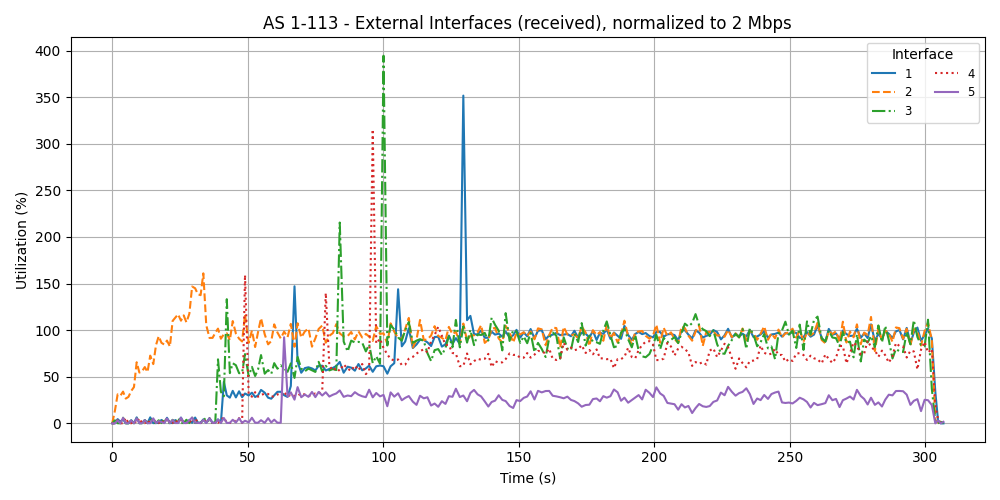 AS 1-113 - External Interfaces (received), normalized to 2 Mbps
Interface
1 4
2 5
3
Utilization (%)
400
350
300
250
200
150
100
50
0
0 50 100 150 200 250 300
Time (s)